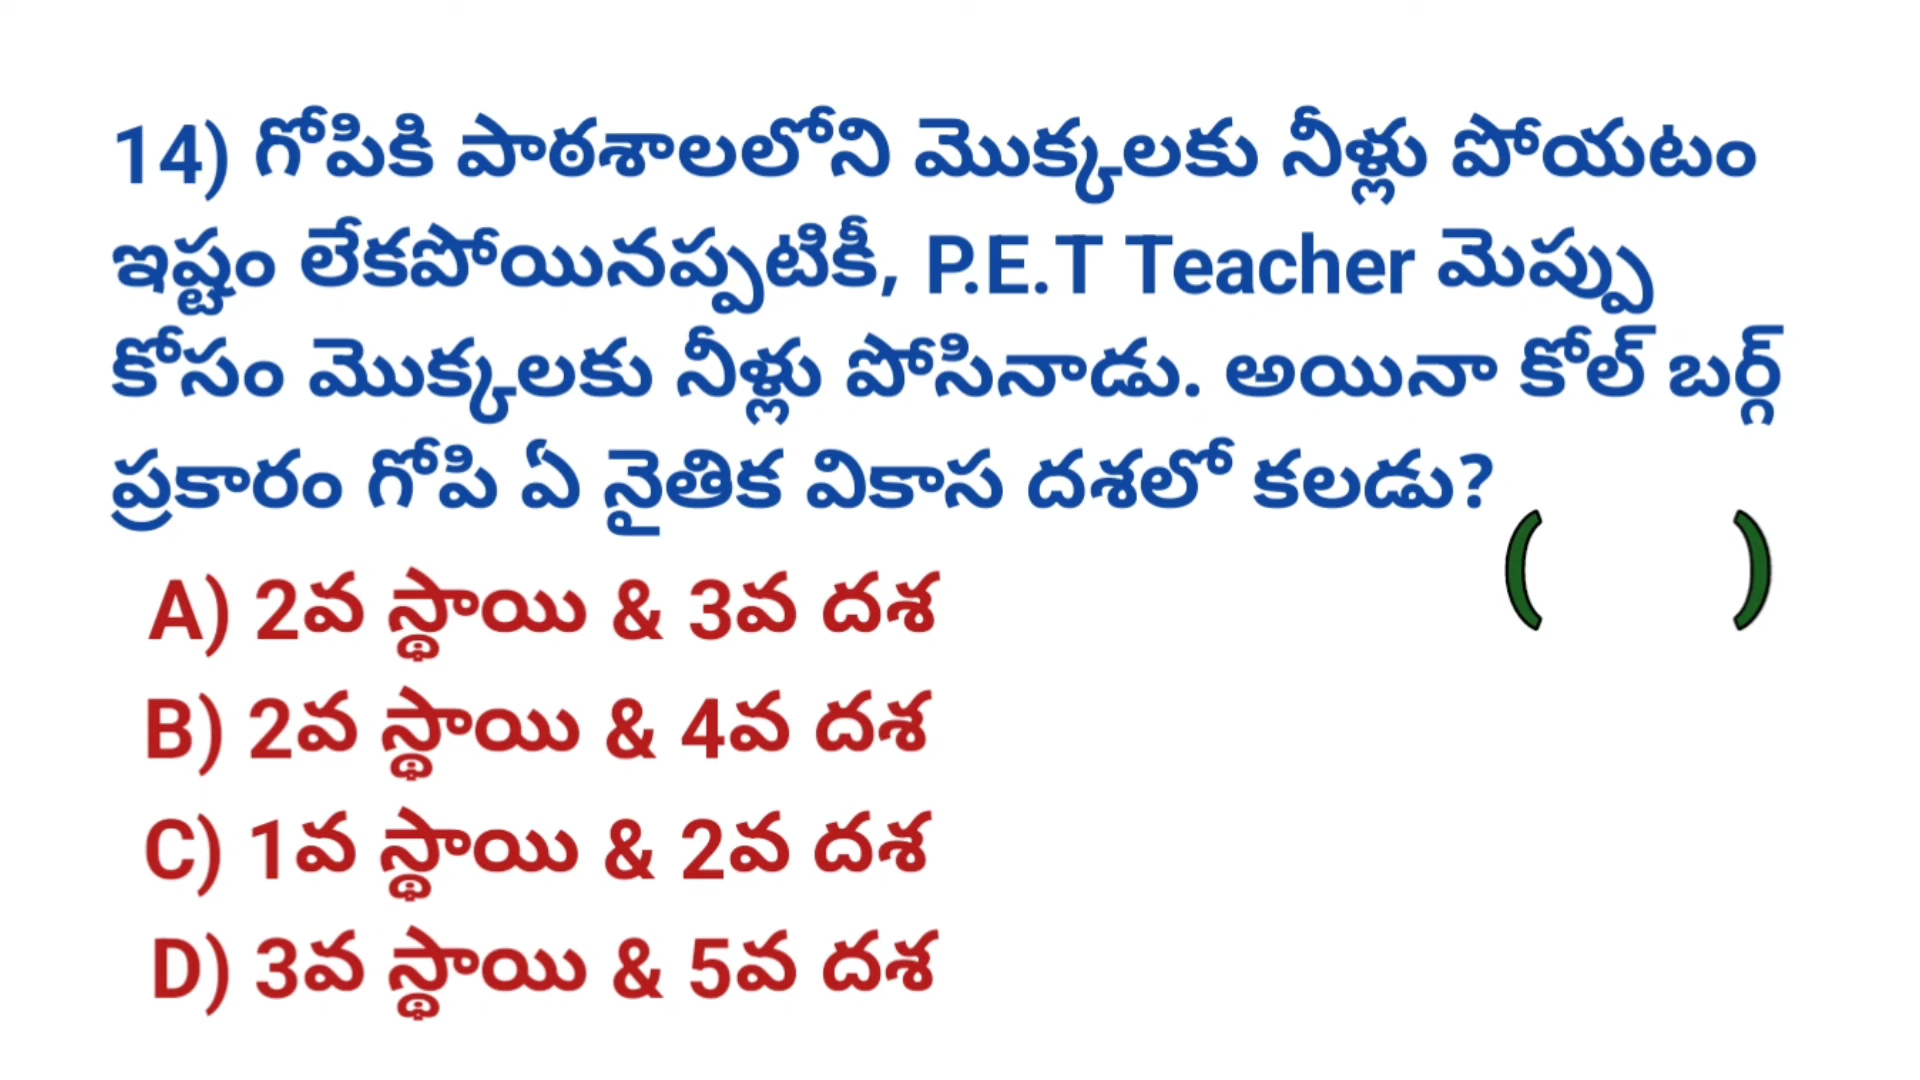 14) గోపికి పాఠశాలలోని మొక్కలకు నీళ్లు పోయటం
ఇష్టం లేకపోయినప్పటికీ, P.E.T Teacher మెప్పు
కోసం మొక్కలకు నీళ్లు పోసినాడు. అయినా కోల్ బర్గ్
ప్రకారం గోపి ఏ నైతిక వికాస దశలో కలడు?
( )
A) 2వ స్థాయి & 3వ దశ
B) 2వ స్థాయి & 4వ దశ
C) 1వ స్థాయి & 2వ దశ
D) 3వ స్థాయి & 5వ దశ